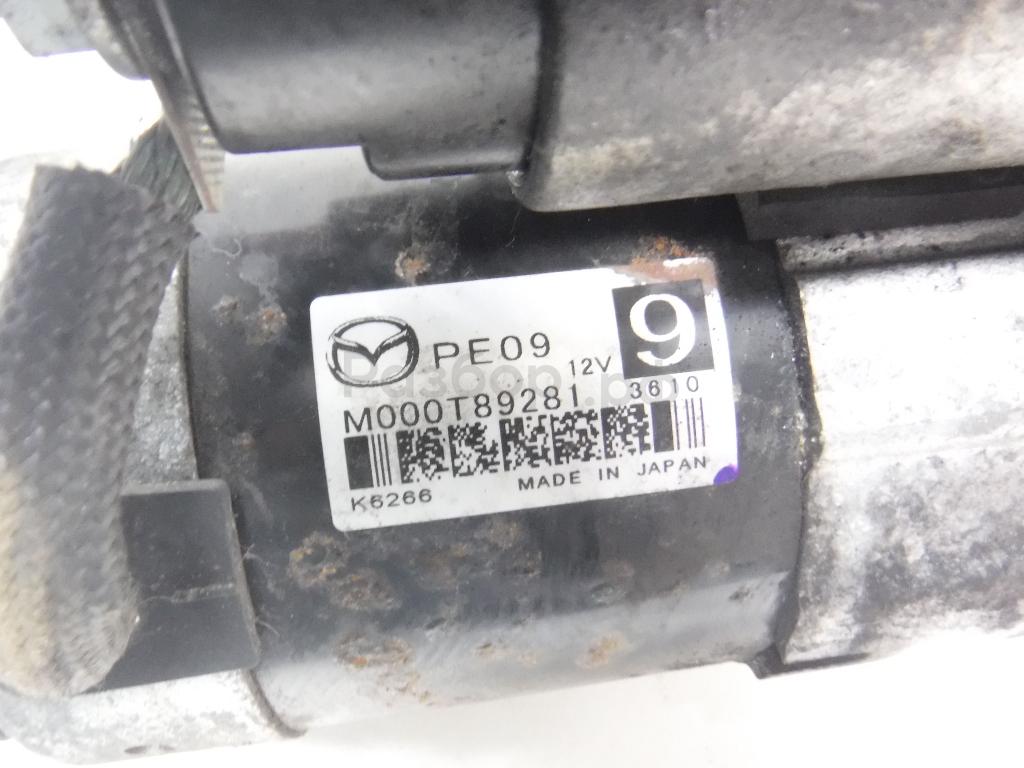 PE09
12V
9
3610
M000T89281
K6266
MADE IN JAPAN